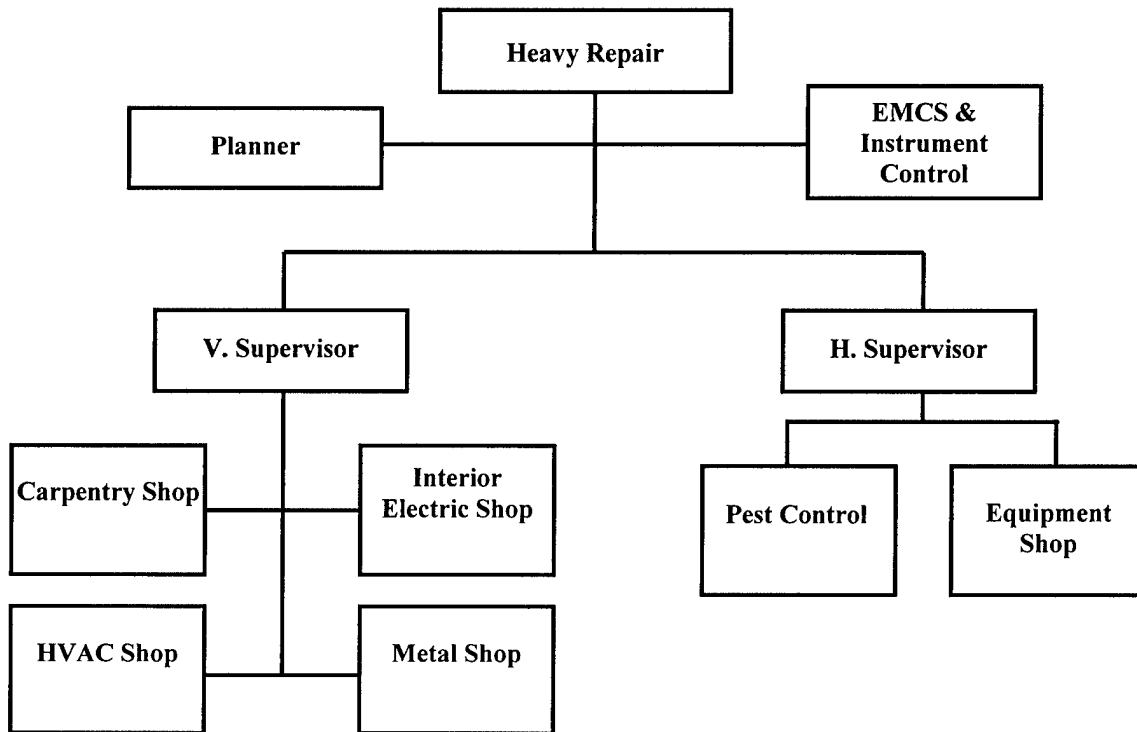 Heavy Repair
Planner
EMCS &
Instrument
Control
V. Supervisor
H. Supervisor
Carpentry Shop
Interior
Electric Shop
Pest Control
Equipment
Shop
HVAC Shop
Metal Shop